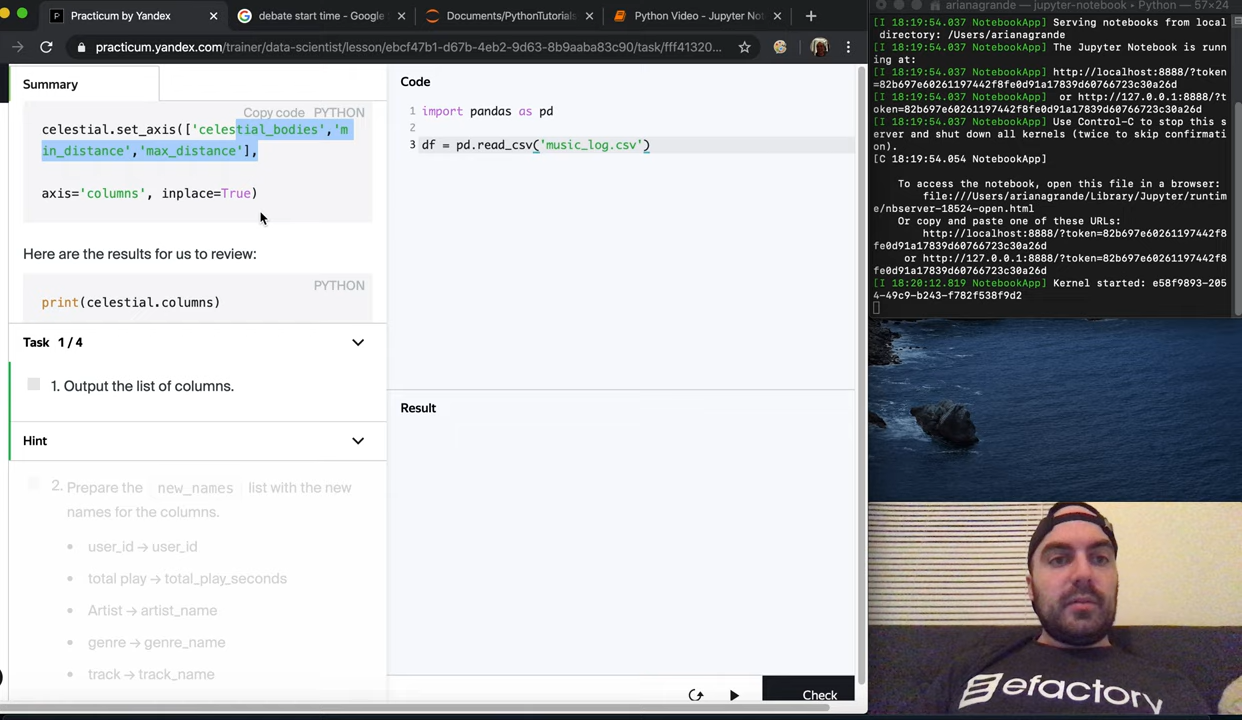 Practicum by Yandex
debate start time - Google
Documents/PythonTutorials
Python Video - Jupyter No
practicum.yandex.com/trainer/data-scientist/lesson/ebcf47b1-d67b-4eb2-9d63-8b9aaba83c90/task/fff41320...
Summary
Copy code PYTHON
celestial.set_axis(['celestial_bodies','m
in_distance','max_distance'],
axis='columns', inplace=True)
Here are the results for us to review:
PYTHON
print(celestial.columns)
Task 1 / 4
1. Output the list of columns.
Hint
2. Prepare the new_names list with the new
names for the columns.
user_id → user_id
total play → total_play_seconds
Artist → artist_name
genre → genre_name
track → track_name
Code
1 import pandas as pd
2
3 df = pd.read_csv('music_log.csv')
Result
Check
arianagrande — jupyter-notebook • Python — 57×24
[I 18:19:54.037 NotebookApp] Serving notebooks from local
directory: /Users/arianagrande
[I 18:19:54.037 NotebookApp] The Jupyter Notebook is runn
ing at:
[I 18:19:54.037 NotebookApp] http://localhost:8888/?token
=82b697e60261197442f8fe0d91a17839d60766723c30a26d
[I 18:19:54.037 NotebookApp]  or http://127.0.0.1:8888/?t
oken=82b697e60261197442f8fe0d91a17839d60766723c30a26d
[I 18:19:54.037 NotebookApp] Use Control-C to stop this s
erver and shut down all kernels (twice to skip confirmati
on).
[C 18:19:54.054 NotebookApp]
To access the notebook, open this file in a browser:
file:///Users/arianagrande/Library/Jupyter/runtim
e/nbserver-18524-open.html
Or copy and paste one of these URLs:
http://localhost:8888/?token=82b697e60261197442f8
fe0d91a17839d60766723c30a26d
or http://127.0.0.1:8888/?token=82b697e60261197442f8
fe0d91a17839d60766723c30a26d
[I 18:20:12.819 NotebookApp] Kernel started: e58f9893-205
4-49c9-b243-f782f538f9d2
efactory